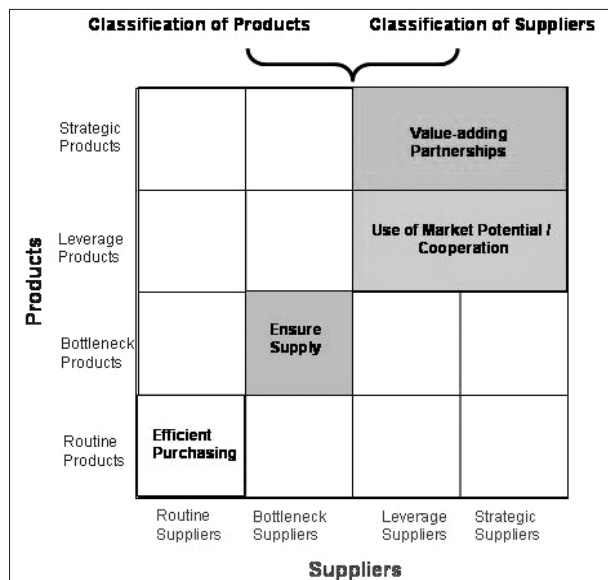 Classification of Products
Classification of Suppliers
Strategic
Products
Value-adding
Partnerships
Leverage
Products
Use of Market Potential /
Cooperation
Products
Bottleneck
Products
Ensure
Supply
Routine
Products
Efficient
Purchasing
Routine
Suppliers
Bottleneck
Suppliers
Leverage
Suppliers
Strategic
Suppliers
Suppliers